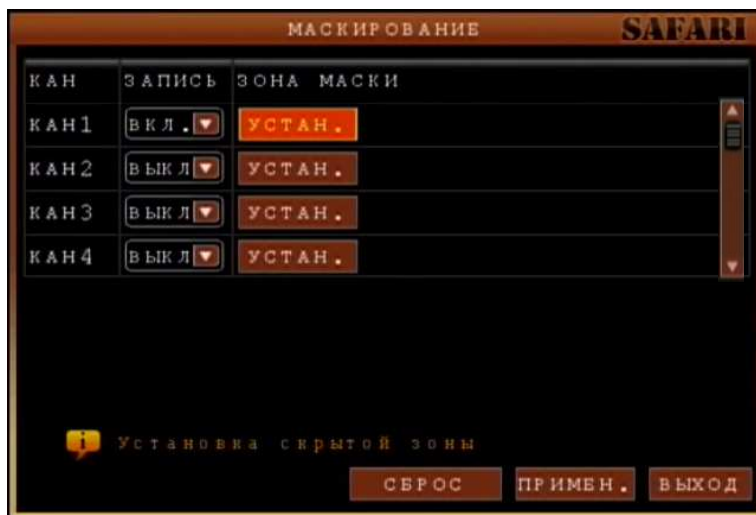 МАСКИРОВАНИЕ SAFARI
КАН ЗАПИСЬ ЗОНА МАСКИ
КАН1 ВКЛ. УСТАН.
КАН2 ВЫКЛ УСТАН.
КАН3 ВЫКЛ УСТАН.
КАН4 ВЫКЛ УСТАН.
Установка скрытой зоны
СБРОС ПРИМЕН. ВЫХОД